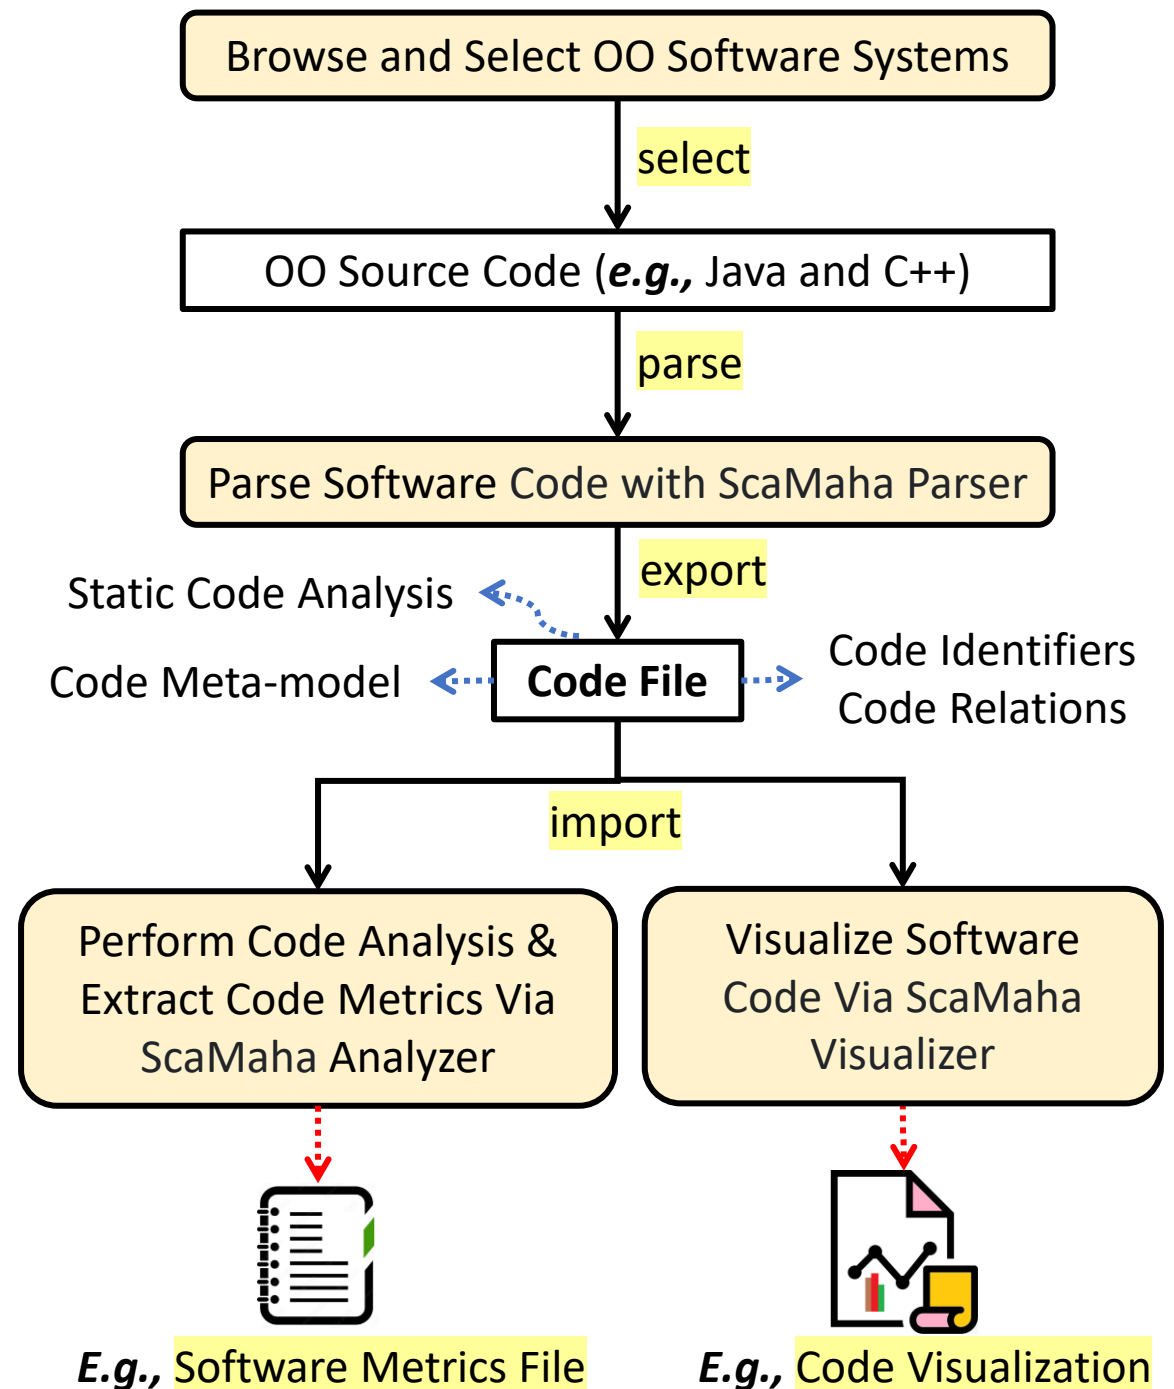 Browse and Select OO Software Systems
select
OO Source Code (e.g., Java and C++)
parse
Parse Software Code with ScaMaha Parser
export
Static Code Analysis
Code Meta-model
Code File
Code Identifiers
Code Relations
import
Perform Code Analysis &
Extract Code Metrics Via
ScaMaha Analyzer
Visualize Software
Code Via ScaMaha
Visualizer
E.g., Software Metrics File
E.g., Code Visualization